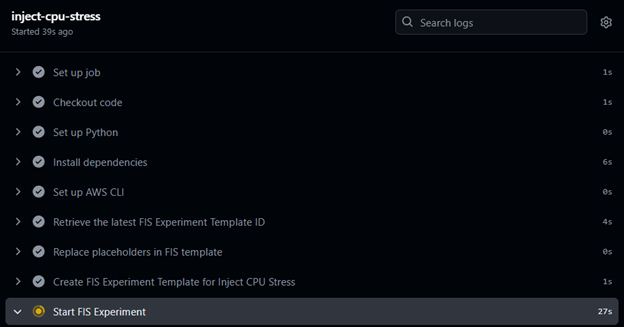 inject-cpu-stress
Started 39s ago
Search logs
Set up job 1s
Checkout code 1s
Set up Python 0s
Install dependencies 6s
Set up AWS CLI 0s
Retrieve the latest FIS Experiment Template ID 4s
Replace placeholders in FIS template 0s
Create FIS Experiment Template for Inject CPU Stress 1s
Start FIS Experiment 27s